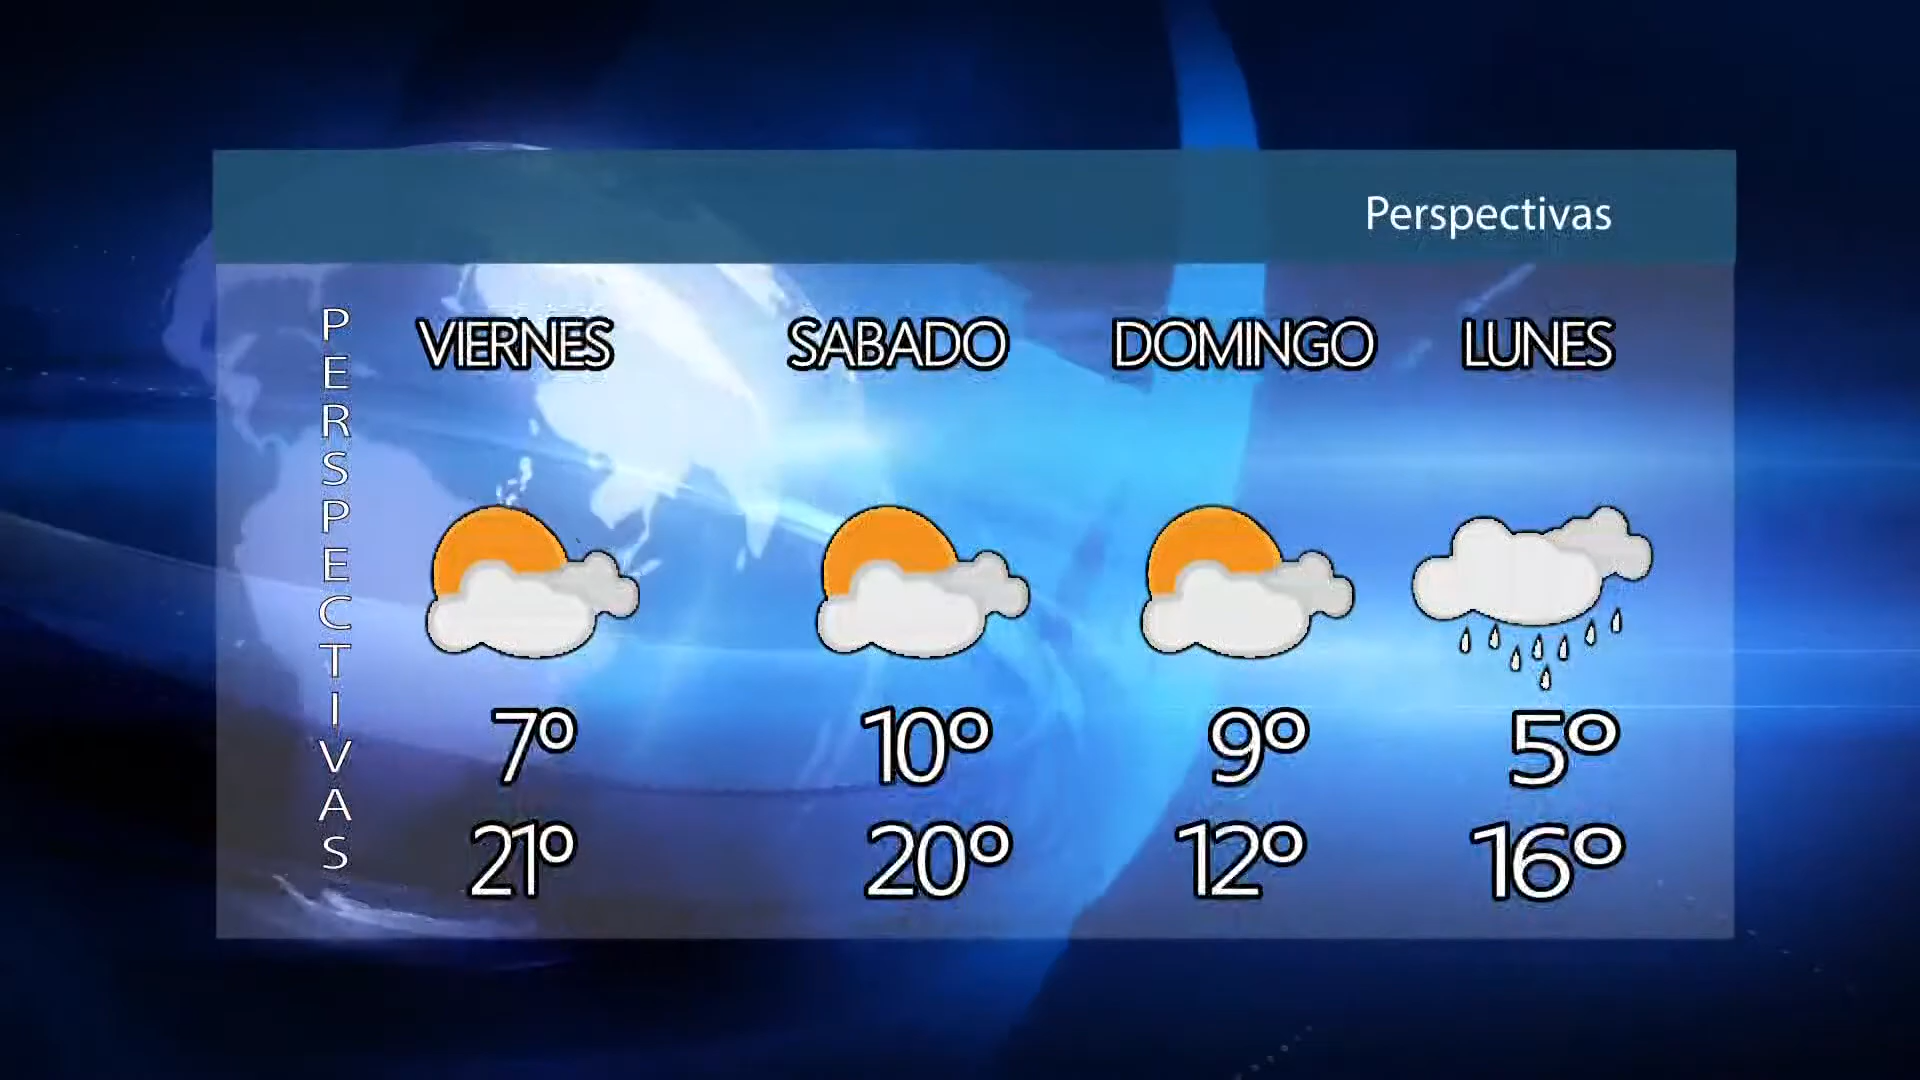 Perspectivas
PERSPECTIVAS
VIERNES SABADO DOMINGO LUNES
7º 10º 9º 5º
21º 20º 12º 16º